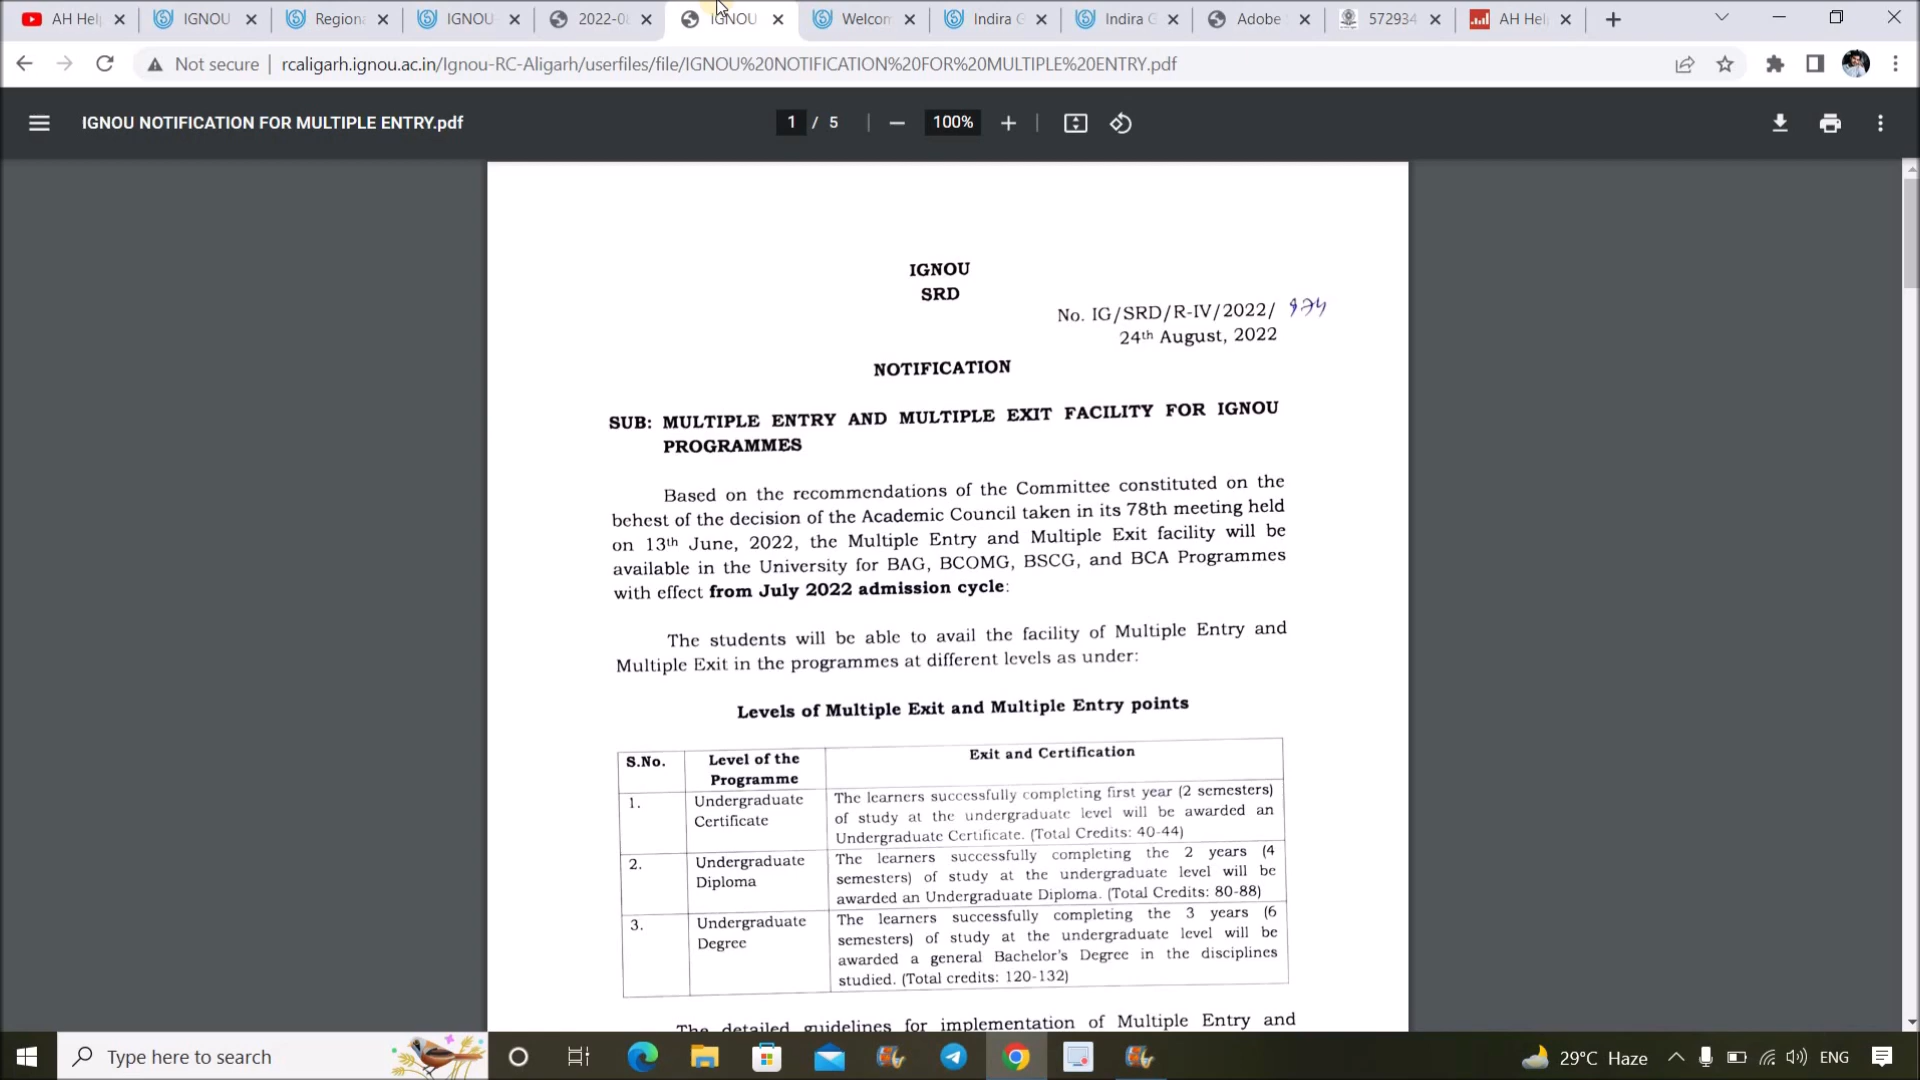 AH Hel
IGNOU
Regiona
IGNOU
2022-0
IGNOU
Welcom
Indira G
Indira G
Adobe
572934
AH Hel
Not secure
rcaligarh.ignou.ac.in/Ignou-RC-Aligarh/userfiles/file/IGNOU%20NOTIFICATION%20FOR%20MULTIPLE%20ENTRY.pdf
IGNOU NOTIFICATION FOR MULTIPLE ENTRY.pdf
1 / 5
100%
IGNOU
SRD
No. IG/SRD/R-IV/2022/
24th August, 2022
NOTIFICATION
SUB: MULTIPLE ENTRY AND MULTIPLE EXIT FACILITY FOR IGNOU
PROGRAMMES
Based on the recommendations of the Committee constituted on the
behest of the decision of the Academic Council taken in its 78th meeting held
on 13th June, 2022, the Multiple Entry and Multiple Exit facility will be
available in the University for BAG, BCOMG, BSCG, and BCA Programmes
with effect from July 2022 admission cycle:
The students will be able to avail the facility of Multiple Entry and
Multiple Exit in the programmes at different levels as under:
Levels of Multiple Exit and Multiple Entry points
S.No.
Level of the
Programme
Exit and Certification
1.
Undergraduate
Certificate
The learners successfully completing first year (2 semesters)
of study at the undergraduate level will be awarded an
Undergraduate Certificate. (Total Credits: 40-44)
2.
Undergraduate
Diploma
The learners successfully completing the 2 years (4
semesters) of study at the undergraduate level will be
awarded an Undergraduate Diploma. (Total Credits: 80-88)
3.
Undergraduate
Degree
The learners successfully completing the 3 years (6
semesters) of study at the undergraduate level will be
awarded a general Bachelor's Degree in the disciplines
studied. (Total credits: 120-132)
The detailed guidelines for implementation of Multiple Entry and
Type here to search
29°C Haze
ENG